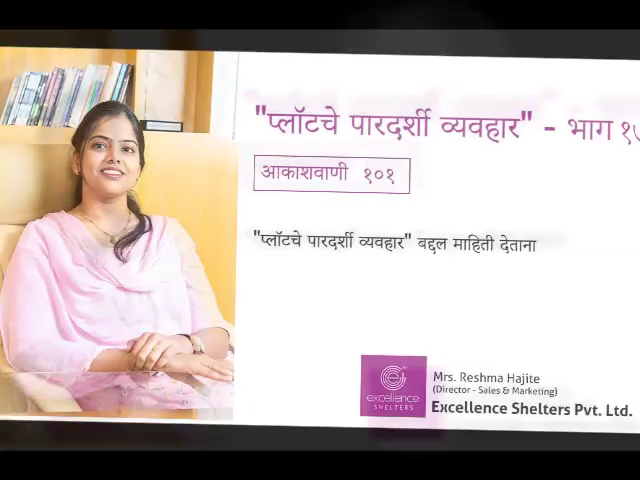 "प्लॉटचे पारदर्शी व्यवहार" - भाग
आकाशवाणी १०१
"प्लॉटचे पारदर्शी व्यवहार" बद्दल माहिती देताना
excellence
SHELTERS
Mrs. Reshma Hajite
(Director - Sales & Marketing)
Excellence Shelters Pvt. Ltd.